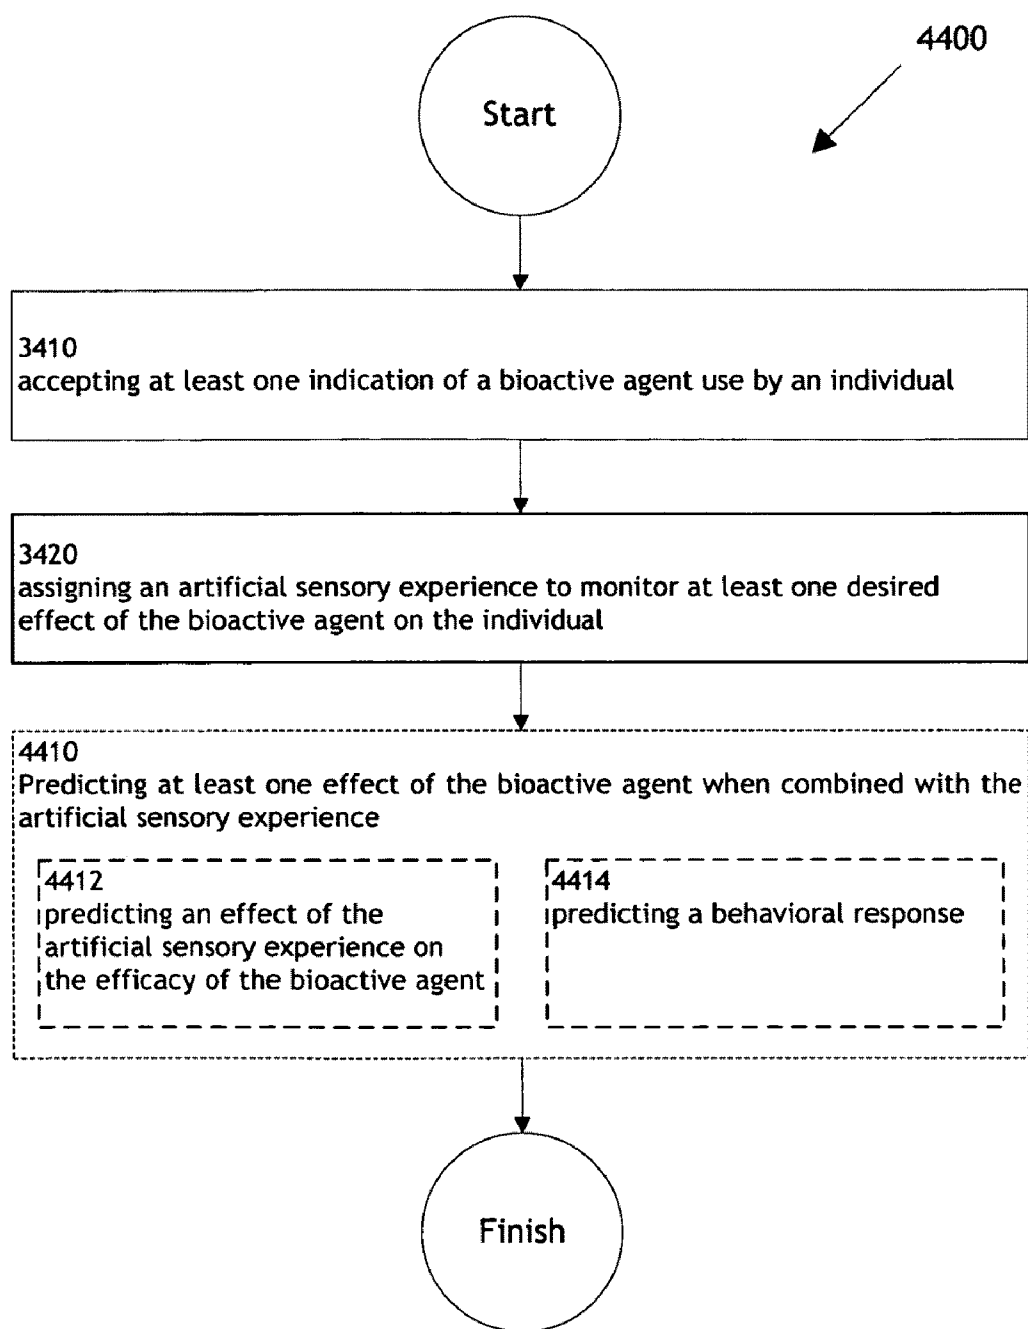 4400
Start
3410
accepting at least one indication of a bioactive agent use by an individual
3420
assigning an artificial sensory experience to monitor at least one desired
effect of the bioactive agent on the individual
4410
Predicting at least one effect of the bioactive agent when combined with the
artificial sensory experience
4412
predicting an effect of the
artificial sensory experience on
the efficacy of the bioactive agent
4414
predicting a behavioral response
Finish